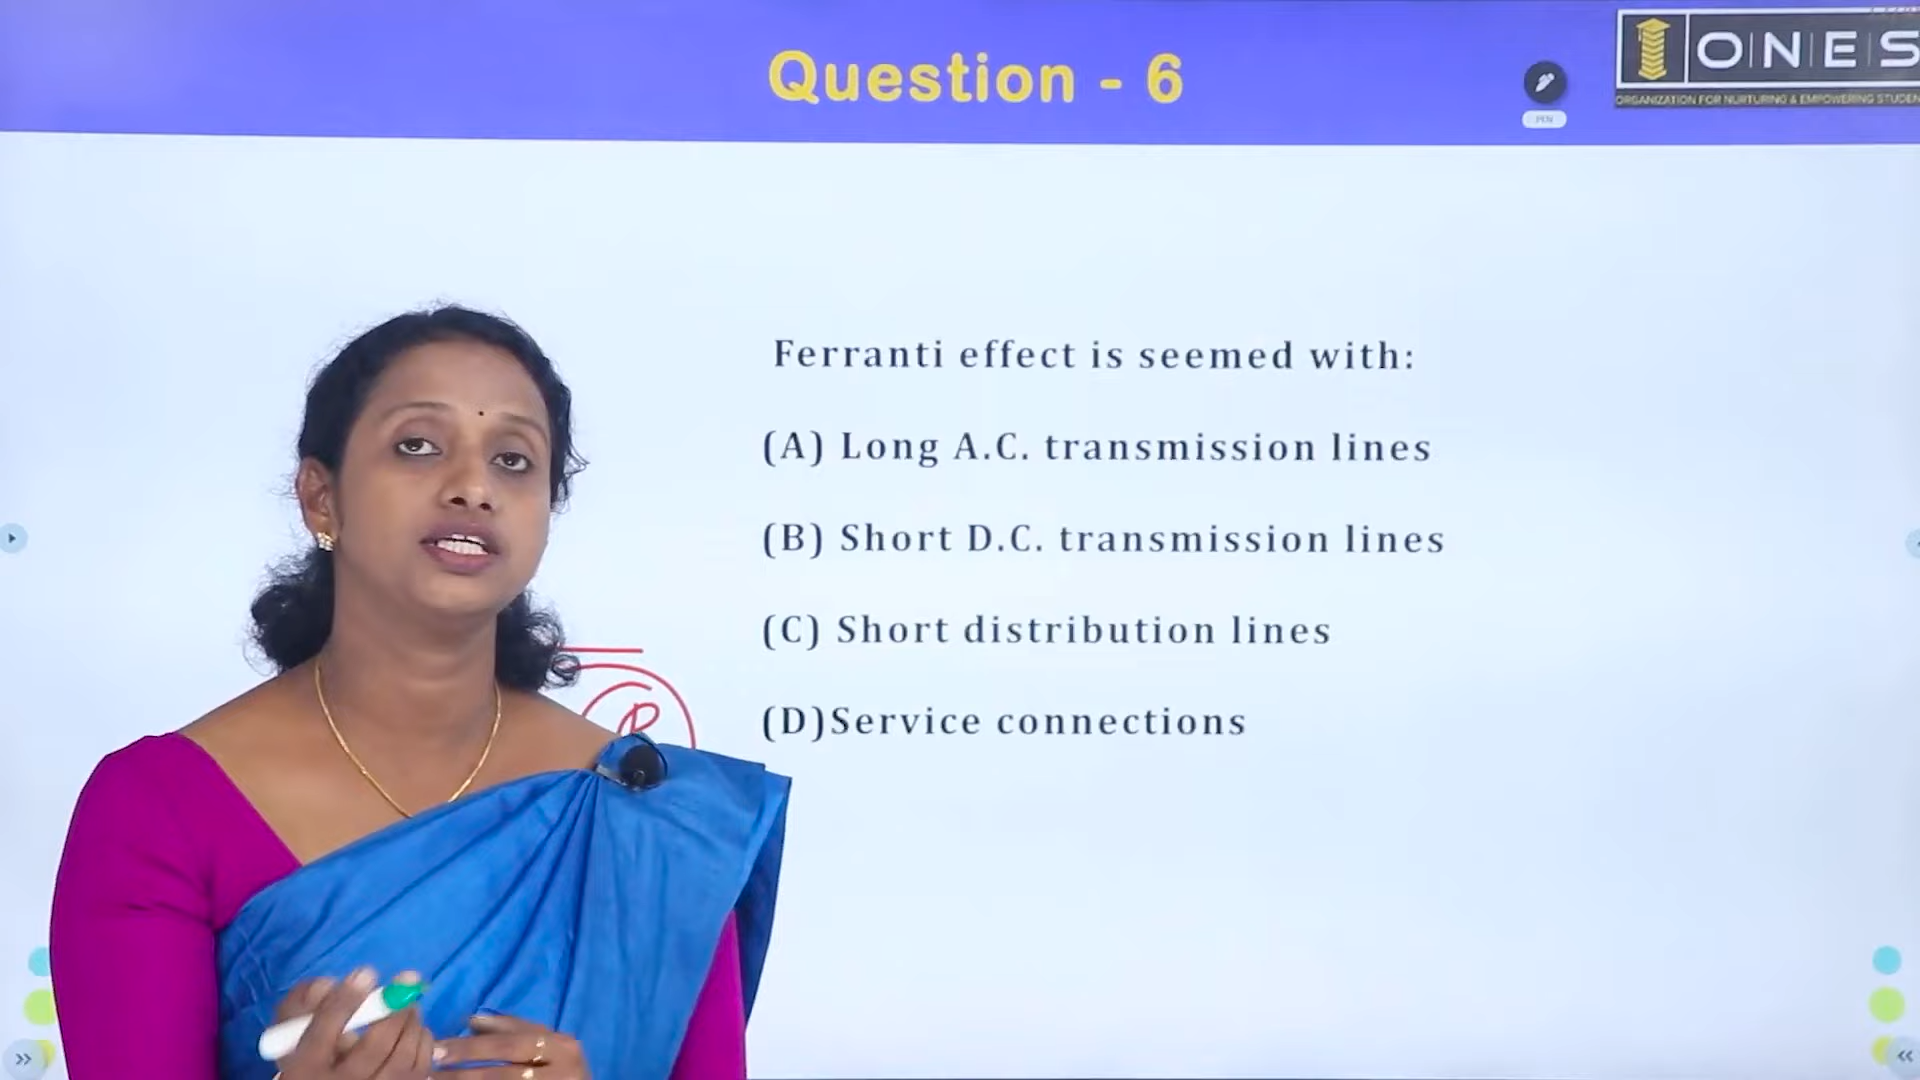 Question - 6
PEN
ONES
ORGANIZATION FOR NURTURING & EMPOWERING STUDEN
Ferranti effect is seemed with:
(A) Long A.C. transmission lines
(B) Short D.C. transmission lines
(C) Short distribution lines
(D)Service connections
R